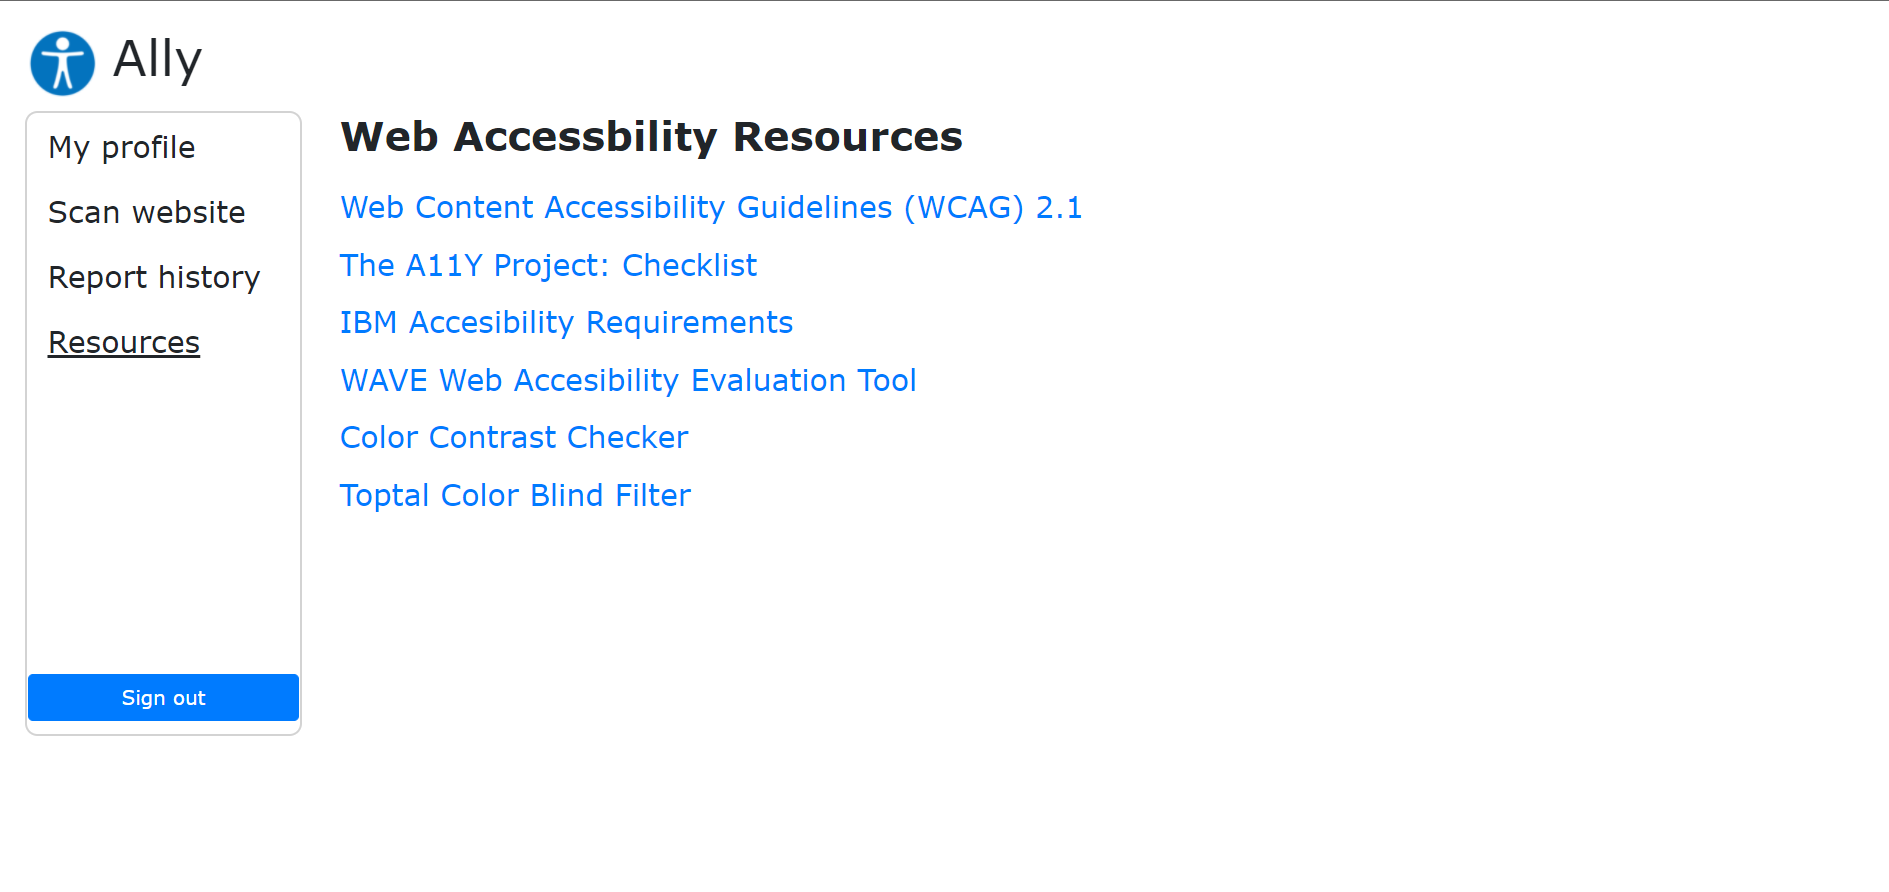 Ally
My profile
Scan website
Report history
Resources
Sign out
Web Accessbility Resources
Web Content Accessibility Guidelines (WCAG) 2.1
The A11Y Project: Checklist
IBM Accesibility Requirements
WAVE Web Accesibility Evaluation Tool
Color Contrast Checker
Toptal Color Blind Filter